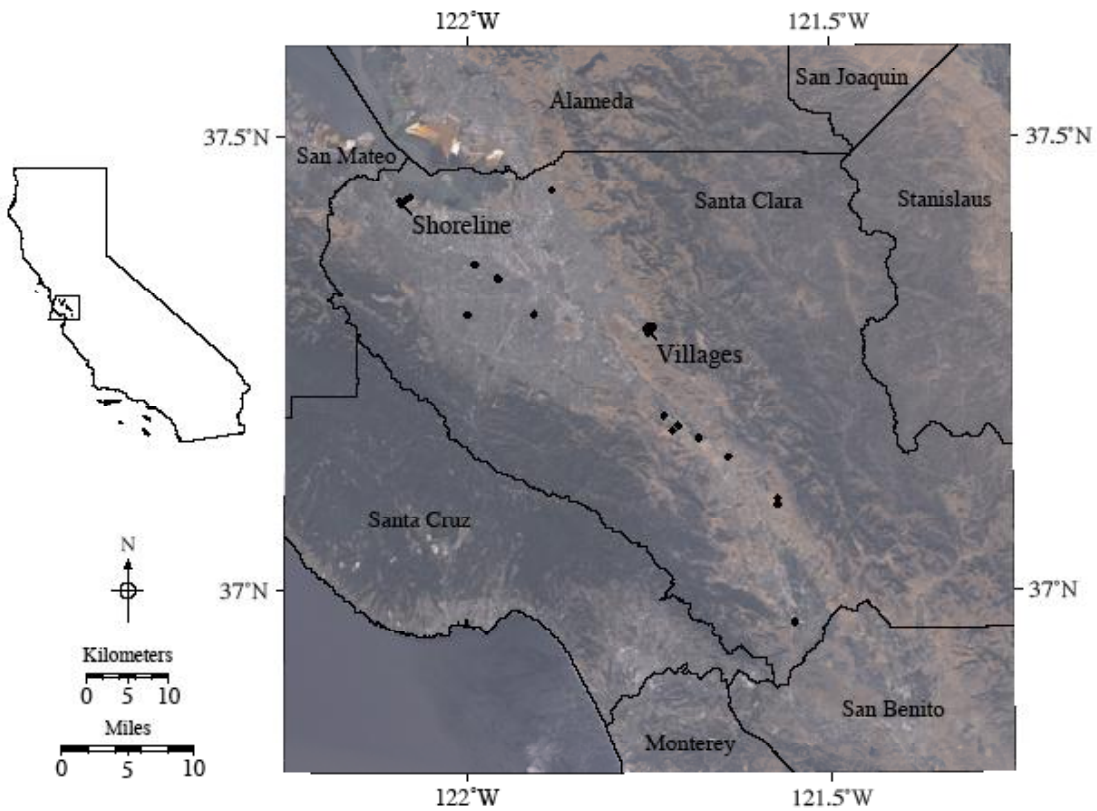 122°W 121.5°W
San Joaquin
Alameda
37.5°N 37.5°N
San Mateo
Santa Clara
Stanislaus
Shoreline
Villages
Santa Cruz
N
37°N 37°N
Kilometers
0 5 10
Miles
0 5 10
San Benito
Monterey
122°W 121.5°W